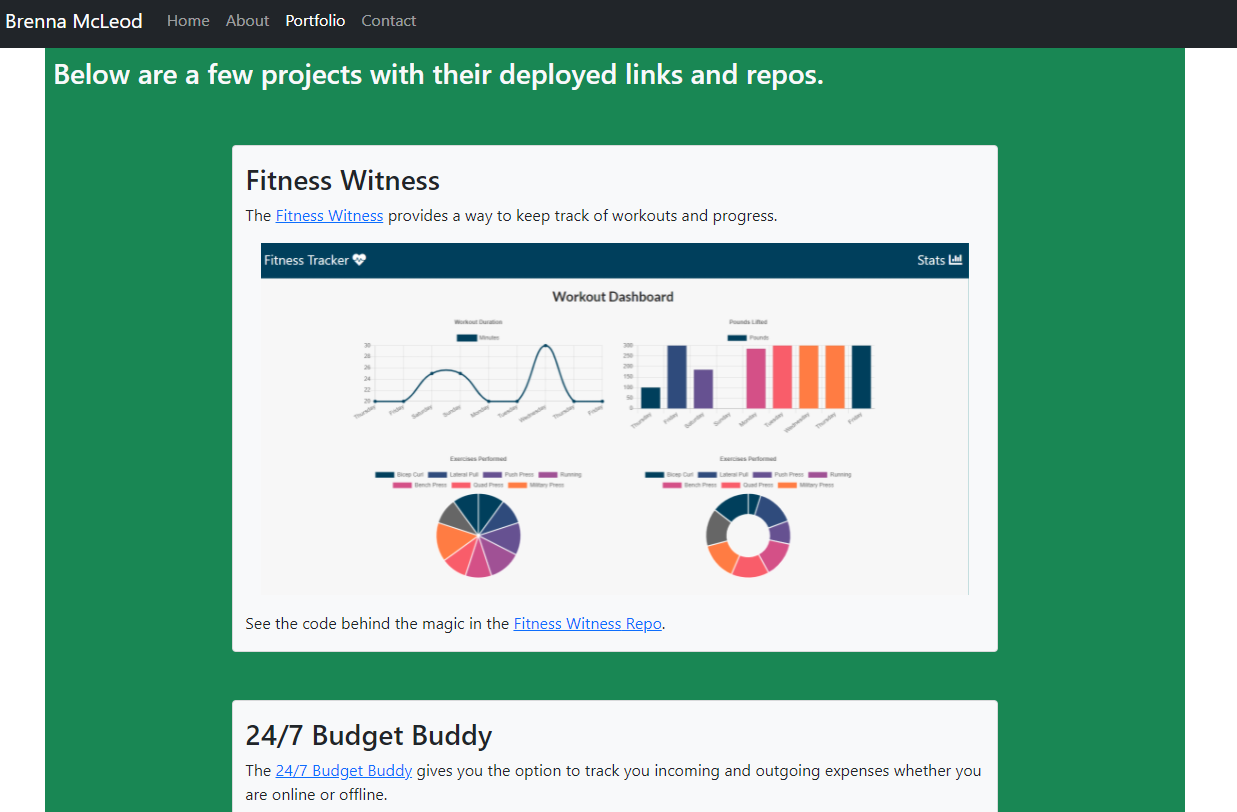 Brenna McLeod Home About Portfolio Contact
Below are a few projects with their deployed links and repos.
Fitness Witness
The Fitness Witness provides a way to keep track of workouts and progress.
Fitness Tracker Stats
Workout Dashboard
Workout Duration
Minutes
30
28
26
24
22
20
Thursday Friday Saturday Sunday Monday Tuesday Wednesday Thursday Friday
Pounds Lifted
Pounds
300
250
200
150
100
50
0
Thursday Friday Saturday Sunday Monday Tuesday Wednesday Thursday Friday
Exercises Performed
Bicep Curl Lateral Pull Push Press Running
Bench Press Quad Press Military Press
Exercises Performed
Bicep Curl Lateral Pull Push Press Running
Bench Press Quad Press Military Press
See the code behind the magic in the Fitness Witness Repo.
24/7 Budget Buddy
The 24/7 Budget Buddy gives you the option to track you incoming and outgoing expenses whether you
are online or offline.